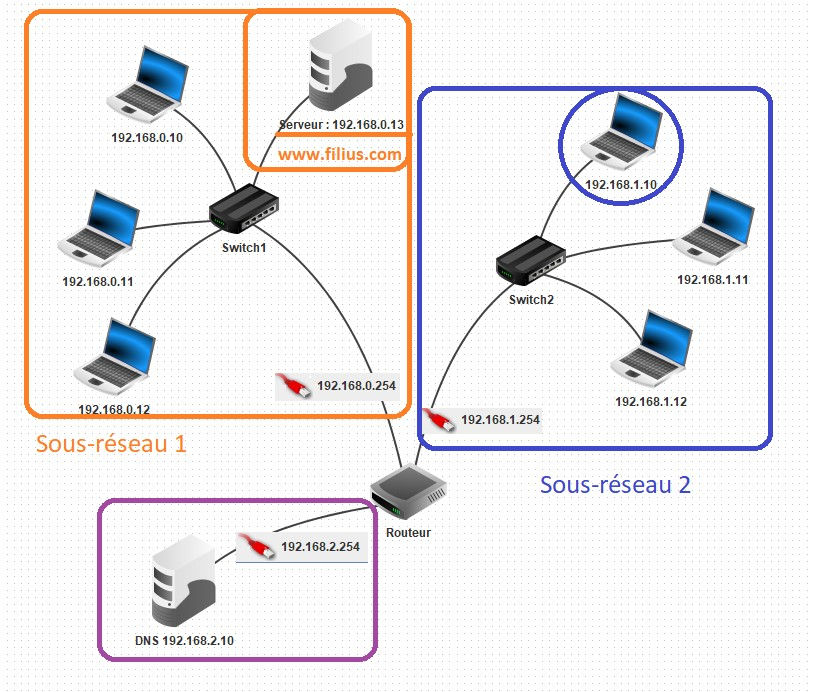 192.168.0.10
Serveur : 192.168.0.13
www.filius.com
192.168.1.10
192.168.0.11
Switch1
192.168.1.11
Switch2
192.168.0.12
192.168.0.254
192.168.1.12
192.168.1.254
Sous-réseau 1
Sous-réseau 2
Routeur
192.168.2.254
DNS 192.168.2.10